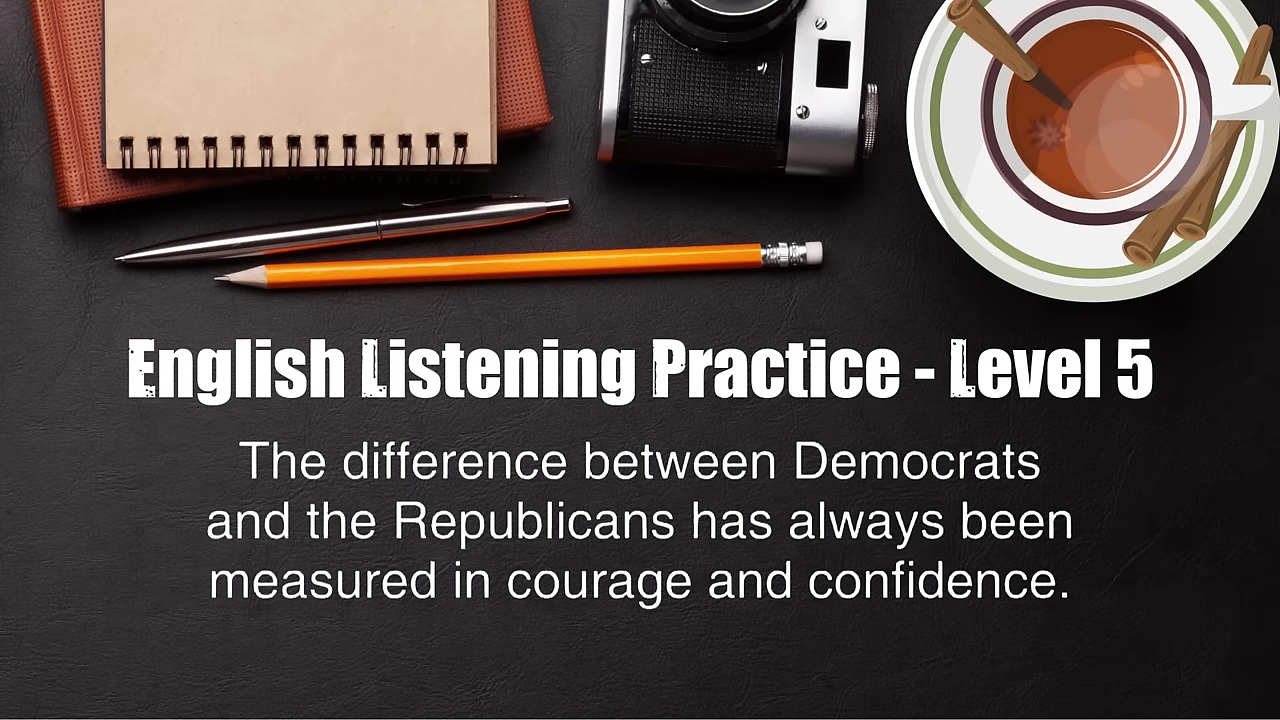 English Listening Practice - Level 5
The difference between Democrats
and the Republicans has always been
measured in courage and confidence.